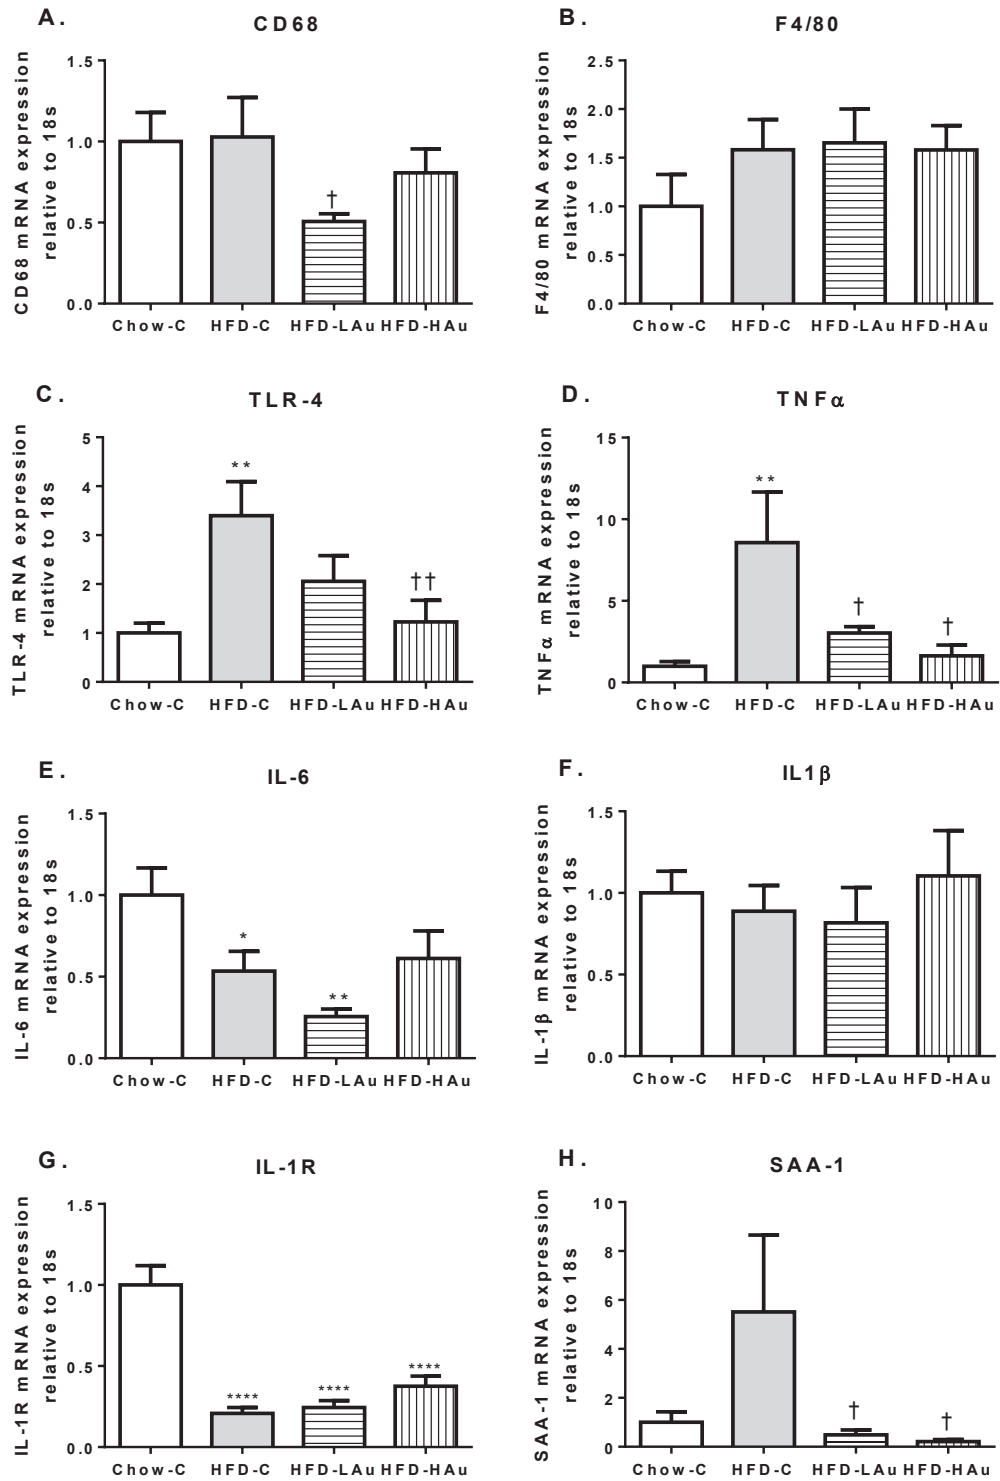 A.
CD68
CD68 mRNA expression
relative to 18s
1.5
1.0
0.5
0.0
†
Chow-C HFD-C HFD-LAu HFD-HAu
B.
F4/80
F4/80 mRNA expression
relative to 18s
2.5
2.0
1.5
1.0
0.5
0.0
Chow-C HFD-C HFD-LAu HFD-HAu
C.
TLR-4
TLR-4 mRNA expression
relative to 18s
5
4
3
2
1
0
**
††
Chow-C HFD-C HFD-LAu HFD-HAu
D.
TNFα
TNFα mRNA expression
relative to 18s
15
10
5
0
**
†
†
Chow-C HFD-C HFD-LAu HFD-HAu
E.
IL-6
IL-6 mRNA expression
relative to 18s
1.5
1.0
0.5
0.0
*
**
Chow-C HFD-C HFD-LAu HFD-HAu
F.
IL1β
IL-1β mRNA expression
relative to 18s
1.5
1.0
0.5
0.0
Chow-C HFD-C HFD-LAu HFD-HAu
G.
IL-1R
IL-1R mRNA expression
relative to 18s
1.5
1.0
0.5
0.0
****
****
****
Chow-C HFD-C HFD-LAu HFD-HAu
H.
SAA-1
SAA-1 mRNA expression
relative to 18s
10
8
6
4
2
0
†
†
Chow-C HFD-C HFD-LAu HFD-HAu